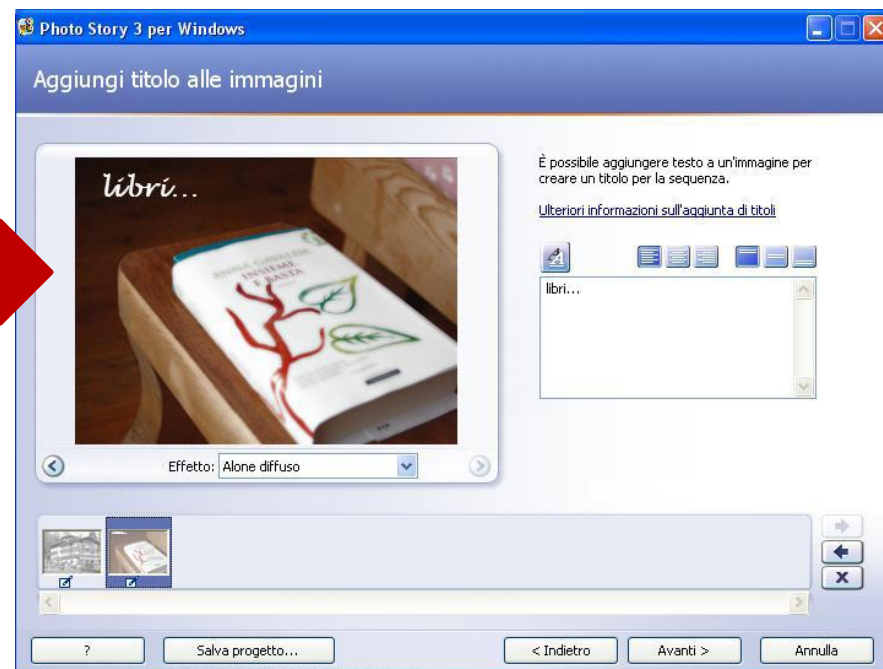 Photo Story 3 per Windows
Aggiungi titolo alle immagini
libri...
ANNA GAVALDA
INSIEME
E BASTA
È possibile aggiungere testo a un'immagine per
creare un titolo per la sequenza.
Ulteriori informazioni sull'aggiunta di titoli
libri...
Effetto: Alone diffuso
? Salva progetto... < Indietro Avanti > Annulla